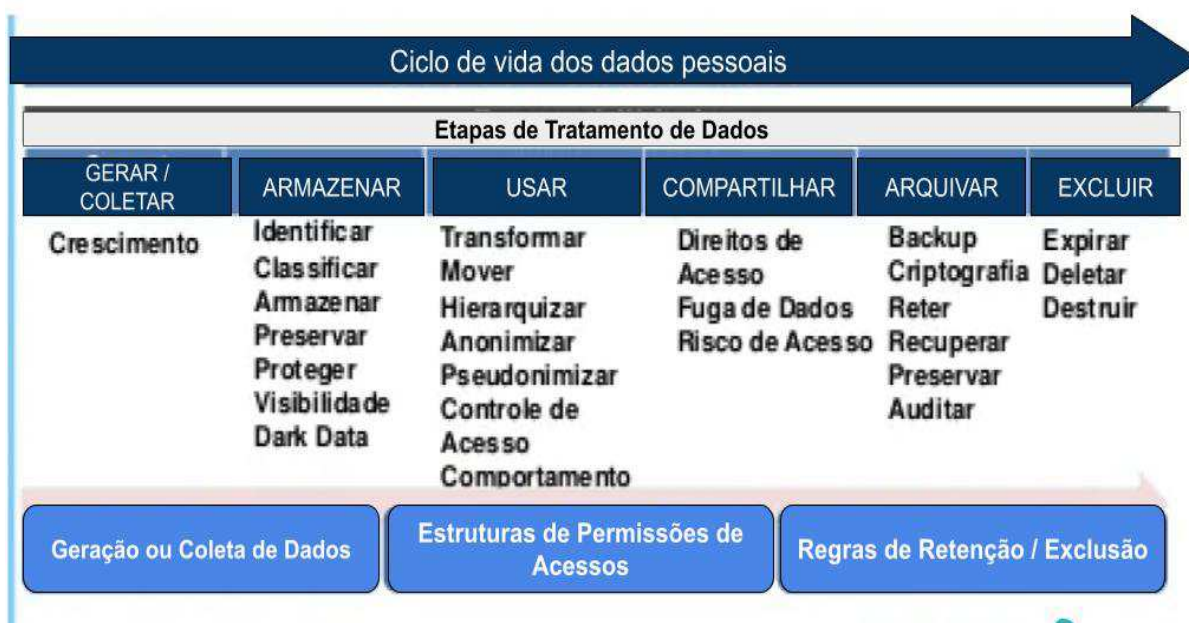 Ciclo de vida dos dados pessoais
Etapas de Tratamento de Dados
GERAR /
COLETAR
Crescimento
ARMAZENAR
Identificar
Classificar
Armazenar
Preservar
Proteger
Visibilidade
Dark Data
USAR
Transformar
Mover
Hierarquizar
Anonimizar
Pseudonimizar
Controle de
Acesso
Comportamento
COMPARTILHAR
Direitos de
Acesso
Fuga de Dados
Risco de Acesso
ARQUIVAR
Backup
Criptografia
Reter
Recuperar
Preservar
Auditar
EXCLUIR
Expirar
Deletar
Destruir
Geração ou Coleta de Dados
Estruturas de Permissões de
Acessos
Regras de Retenção / Exclusão